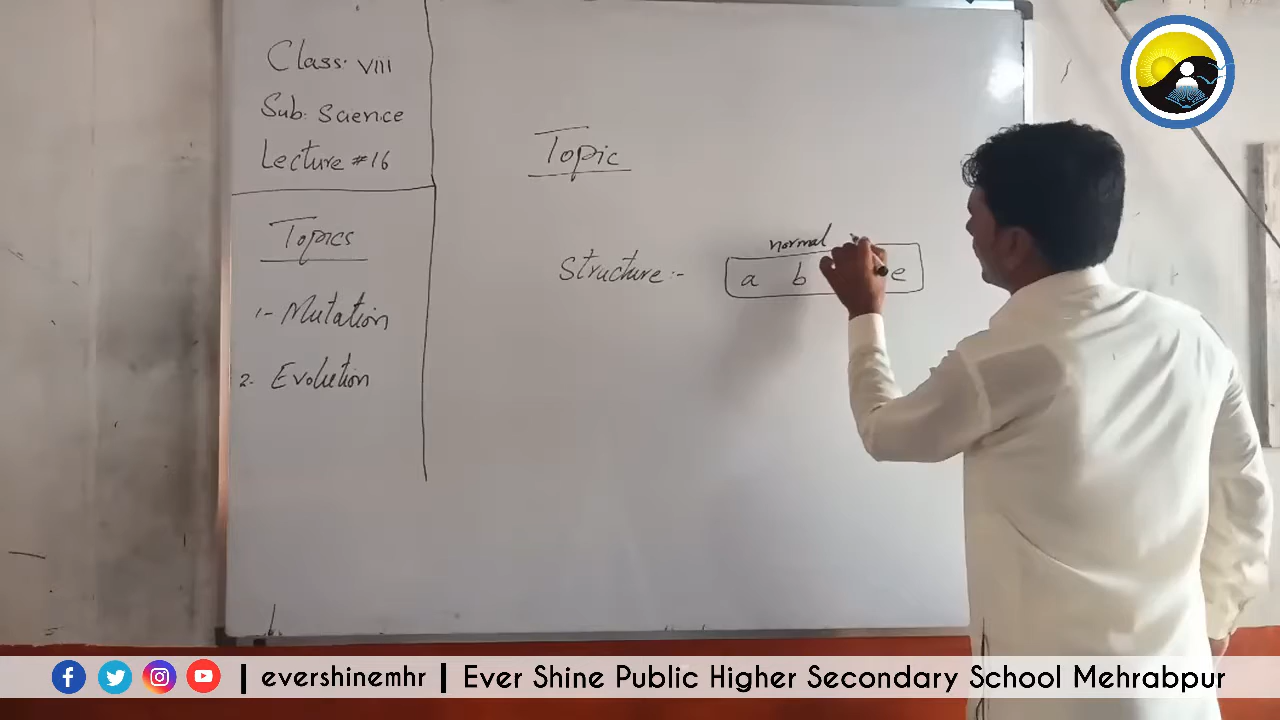 Class: VIII
Sub: Science
Lecture #16
Topics
1:- Mutation
2. Evolution
Topic
Structure:-
normal
a b e
| evershinemhr | Ever Shine Public Higher Secondary School Mehrabpur